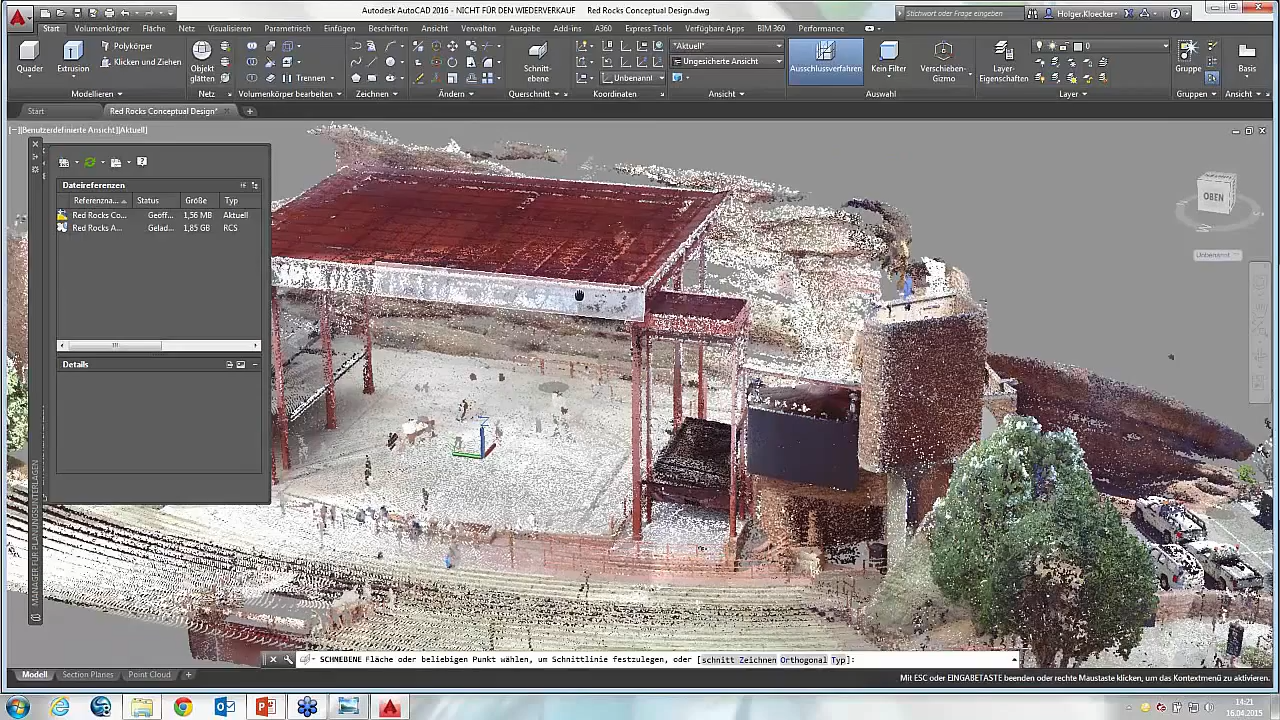 Autodesk AutoCAD 2016 - NICHT FÜR DEN WIEDERVERKAUF Red Rocks Conceptual Design.dwg
Stichwort oder Frage eingeben
Holger.Kloecker
Start Volumenkörper Fläche Netz Visualisieren Parametrisch Einfügen Beschriften Ansicht Verwalten Ausgabe Add-ins A360 Express Tools Verfügbare Apps BIM 360 Performance
Quader
Extrusion
Polykörper
Klicken und Ziehen
Objekt glätten
Trennen
Schnitt-ebene
Unbenannt
*Aktuell*
Ungesicherte Ansicht
Ausschlussverfahren
Kein Filter
Verschieben-Gizmo
Layer Eigenschaften
0
Gruppe
Basis
Modellieren
Netz
Volumenkörper bearbeiten
Zeichnen
Ändern
Querschnitt
Koordinaten
Ansicht
Auswahl
Layer
Gruppen
Ansicht
Start
Red Rocks Conceptual Design*
[−][Benutzerdefinierte Ansicht][Aktuell]
OBEN
Unbenannt
Dateireferenzen
Referenzna... Status Größe Typ
Red Rocks Co... Geoff... 1,56 MB Aktuell
Red Rocks A... Gelad... 1,85 GB RCS
Details
MANAGER FÜR PLANUNGSUNTERLAGEN
Z
SCHNEBENE Fläche oder beliebigen Punkt wählen, um Schnittlinie festzulegen, oder [schnitt Zeichnen Orthogonal Typ]:
Modell
Section Planes
Point Cloud
Mit ESC oder EINGABETASTE beenden oder rechte Maustaste klicken, um das Kontextmenü zu aktivieren.
14:21
16.04.2015